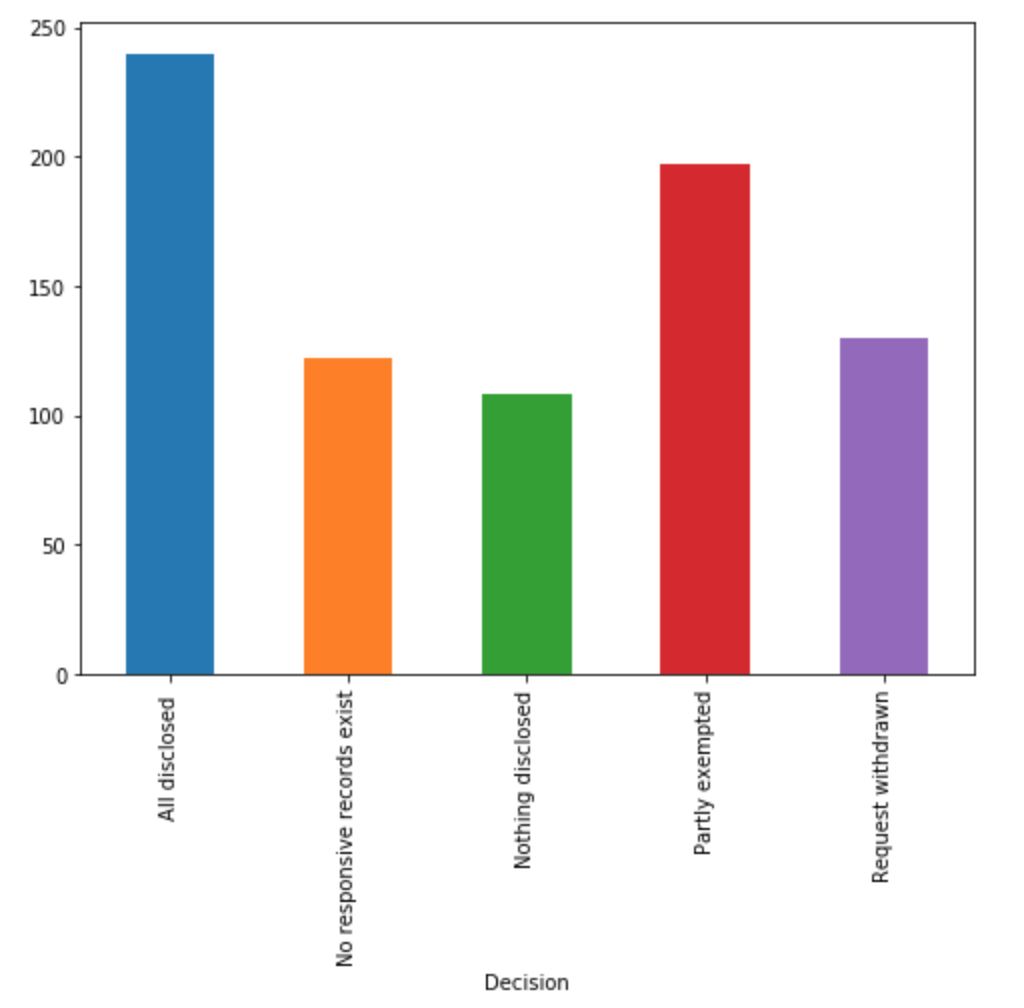 250
200
150
100
50
0
All disclosed
No responsive records exist
Nothing disclosed
Partly exempted
Request withdrawn
Decision